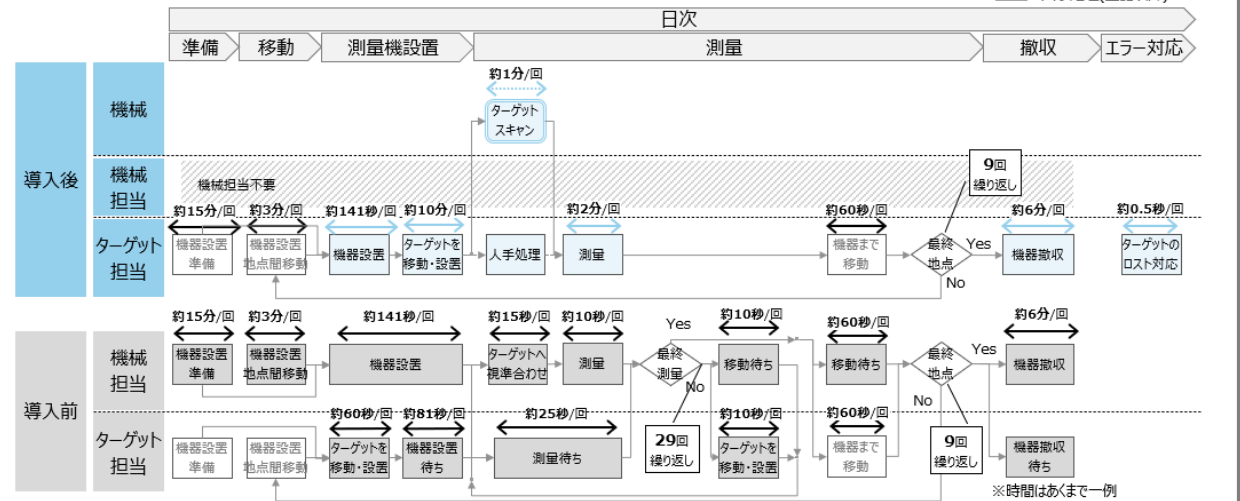 日次
準備
移動
測量機設置
測量
撤収
エラー対応
導入後
機械
約1分/回
ターゲット
スキャン
機械
担当
機械担当不要
9回
繰り返し
ターゲット
担当
約15分/回
約3分/回
約141秒/回
約10分/回
約2分/回
約60秒/回
約6分/回
約0.5秒/回
機器設置
準備
機器設置
地点間移動
機器設置
ターゲットを
移動・設置
人手処理
測量
機器まで
移動
最終
地点
Yes
No
機器撤収
ターゲットの
ロスト対応
導入前
機械
担当
約15分/回
約3分/回
約141秒/回
約15秒/回
約10秒/回
Yes
約10秒/回
約60秒/回
約6分/回
機器設置
準備
機器設置
地点間移動
機器設置
ターゲットへ
視準合わせ
測量
最終
測量
No
移動待ち
移動待ち
最終
地点
Yes
No
機器撤収
ターゲット
担当
約60秒/回
約81秒/回
約25秒/回
約10秒/回
約60秒/回
機器設置
準備
機器設置
地点間移動
ターゲットを
移動・設置
機器設置
待ち
測量待ち
29回
繰り返し
ターゲットを
移動・設置
機器まで
移動
9回
繰り返し
機器撤収
待ち
※時間はあくまで一例